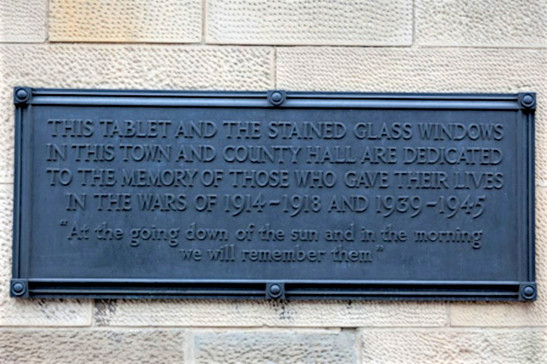 THIS TABLET AND THE STAINED GLASS WINDOWS
IN THIS TOWN AND COUNTY HALL ARE DEDICATED
TO THE MEMORY OF THOSE WHO GAVE THEIR LIVES
IN THE WARS OF 1914~1918 AND 1939~1945
"At the going down of the sun and in the morning
we will remember them"